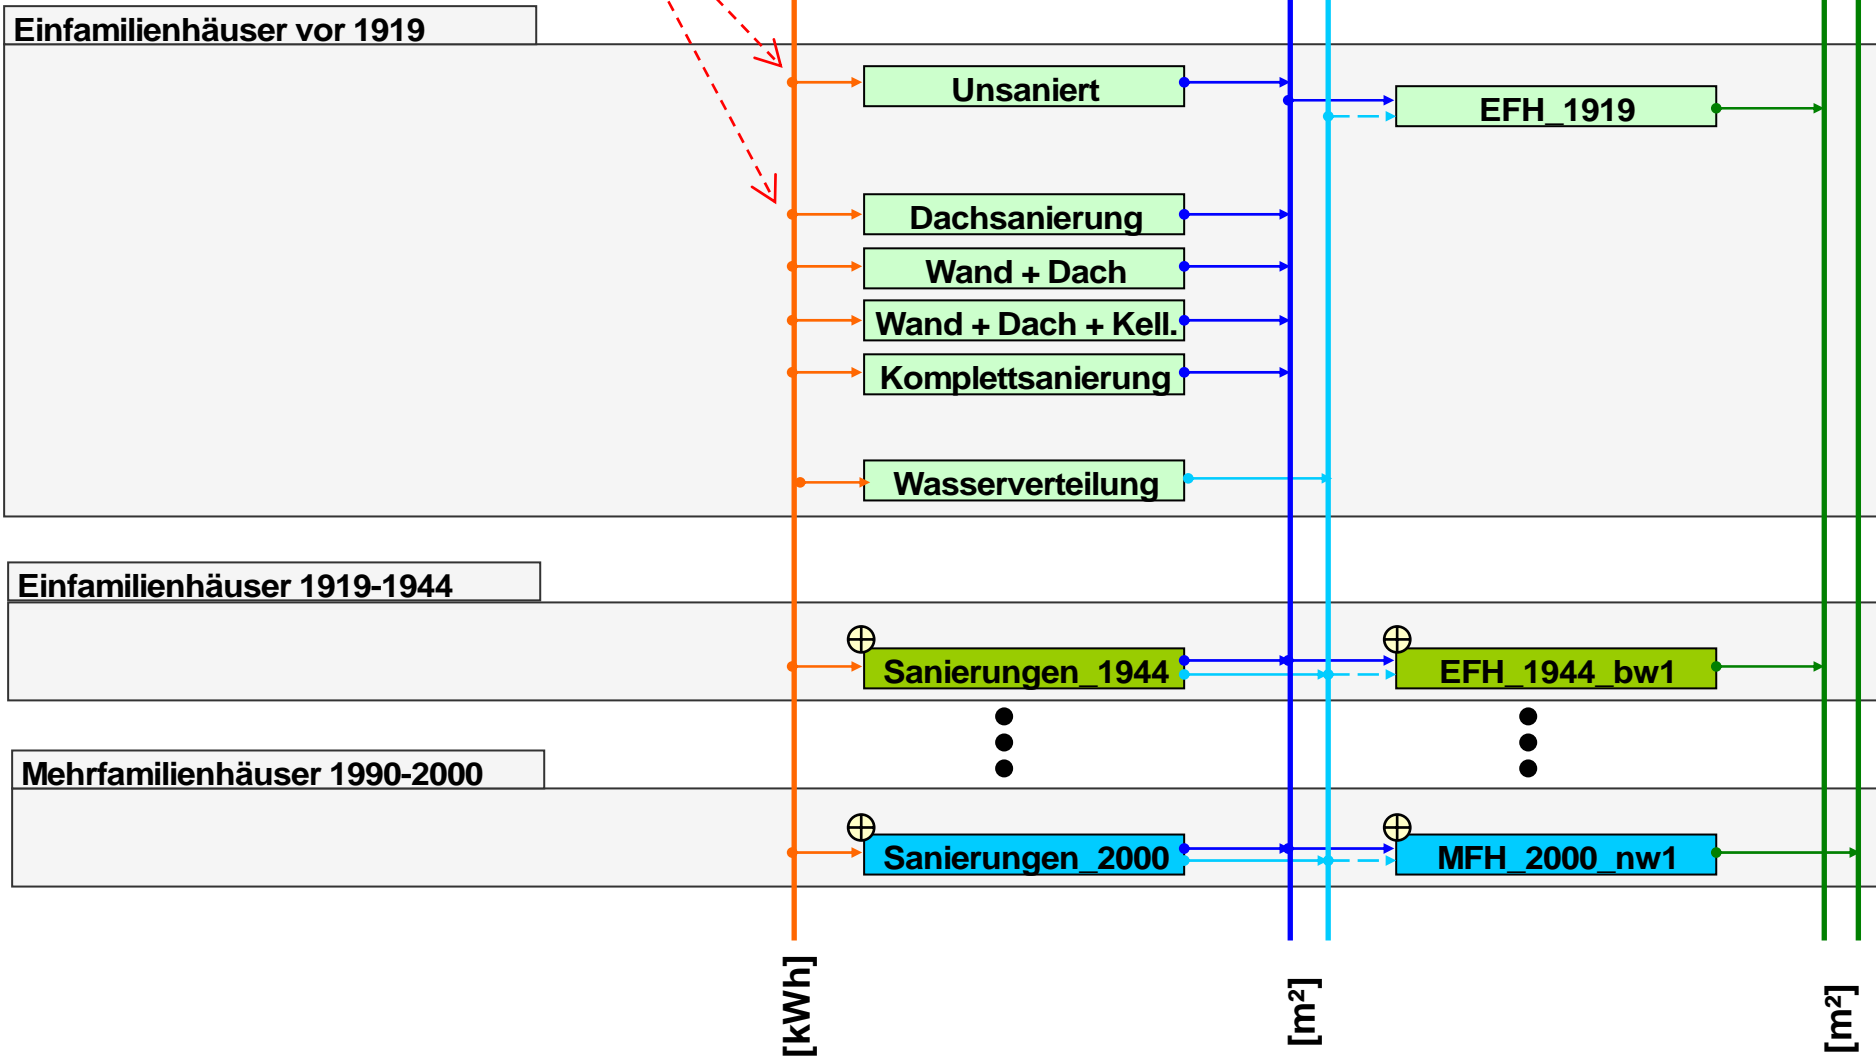 Einfamilienhäuser vor 1919
Unsaniert
EFH_1919
Dachsanierung
Wand + Dach
Wand + Dach + Kell.
Komplettsanierung
Wasserverteilung
Einfamilienhäuser 1919-1944
Sanierungen_1944
EFH_1944_bw1
Mehrfamilienhäuser 1990-2000
Sanierungen_2000
MFH_2000_nw1
[kWh]
[m²]
[m²]